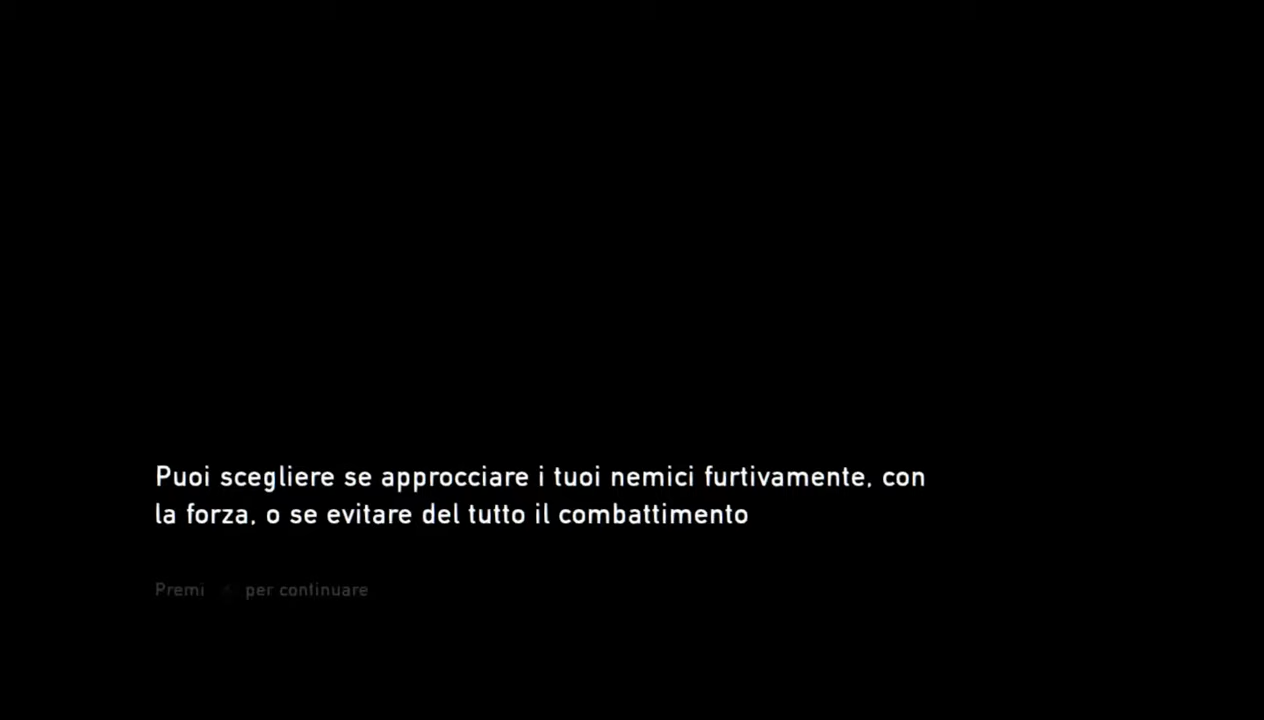 Puoi scegliere se approcciare i tuoi nemici furtivamente, con
la forza, o se evitare del tutto il combattimento
Premi per continuare